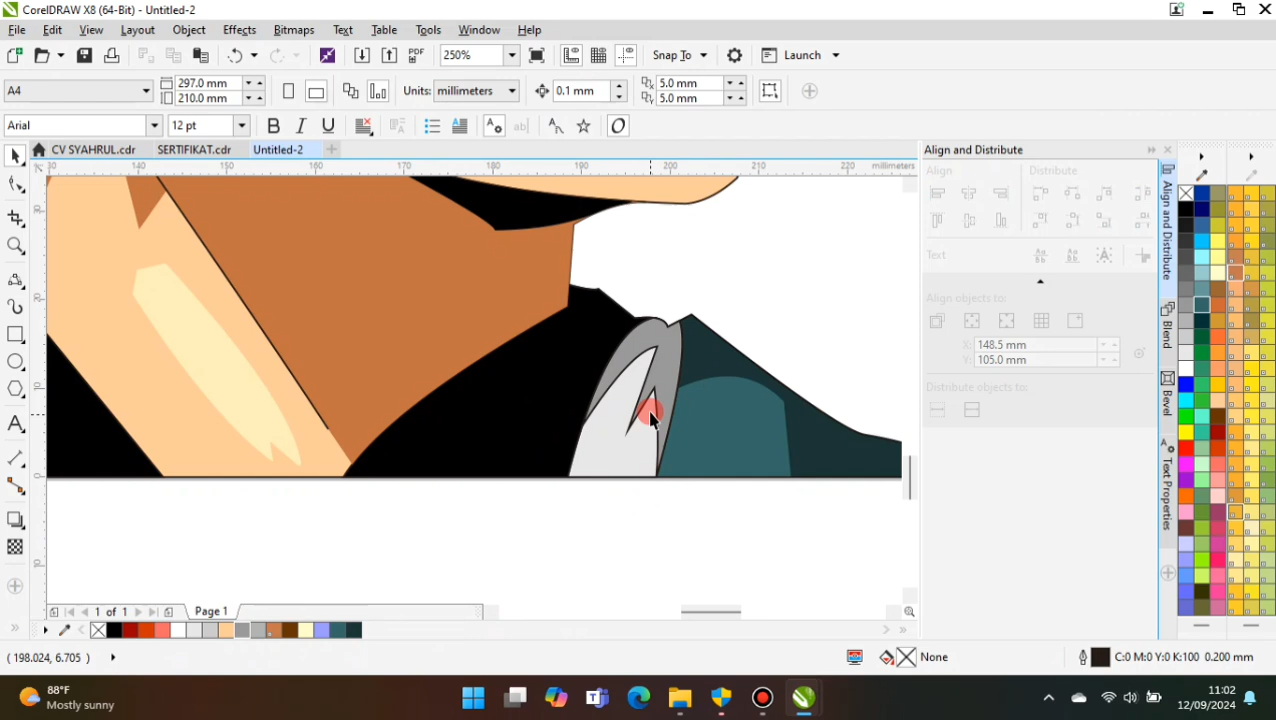 CorelDRAW X8 (64-Bit) - Untitled-2
File Edit View Layout Object Effects Bitmaps Text Table Tools Window Help
PDF 250% Snap To Launch
A4 297.0 mm 210.0 mm Units: millimeters 0.1 mm 5.0 mm 5.0 mm
Arial 12 pt B I U
CV SYAHRUL.cdr SERTIFIKAT.cdr Untitled-2
140 150 160 170 180 190 200 210 220 millimeters
Align and Distribute
Align Distribute
Text
Align objects to:
X: 148.5 mm
Y: 105.0 mm
Distribute objects to:
Align and Distribute
Blend
Bevel
Text Properties
1 of 1 Page 1
(198.024, 6.705 ) None C:0 M:0 Y:0 K:100 0.200 mm
88°F
Mostly sunny
11:02
12/09/2024